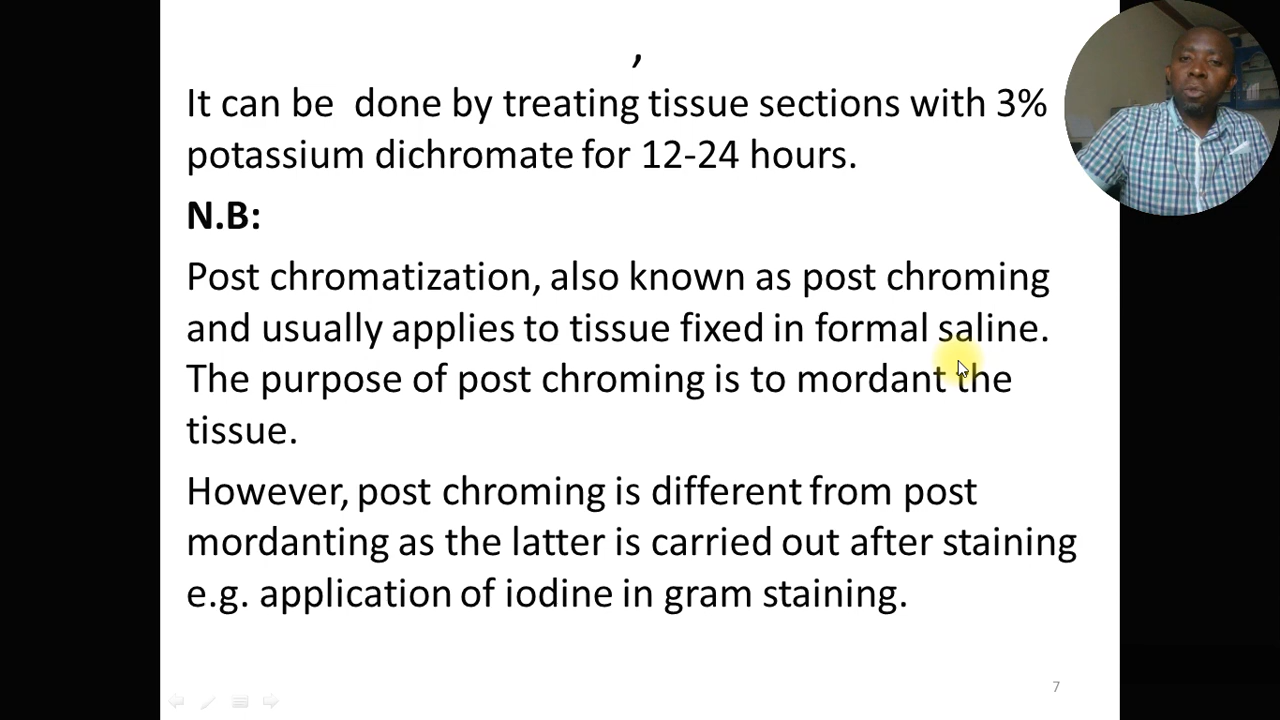 ,
It can be  done by treating tissue sections with 3%
potassium dichromate for 12-24 hours.
N.B:
Post chromatization, also known as post chroming
and usually applies to tissue fixed in formal saline.
The purpose of post chroming is to mordant the
tissue.
However, post chroming is different from post
mordanting as the latter is carried out after staining
e.g. application of iodine in gram staining.
7